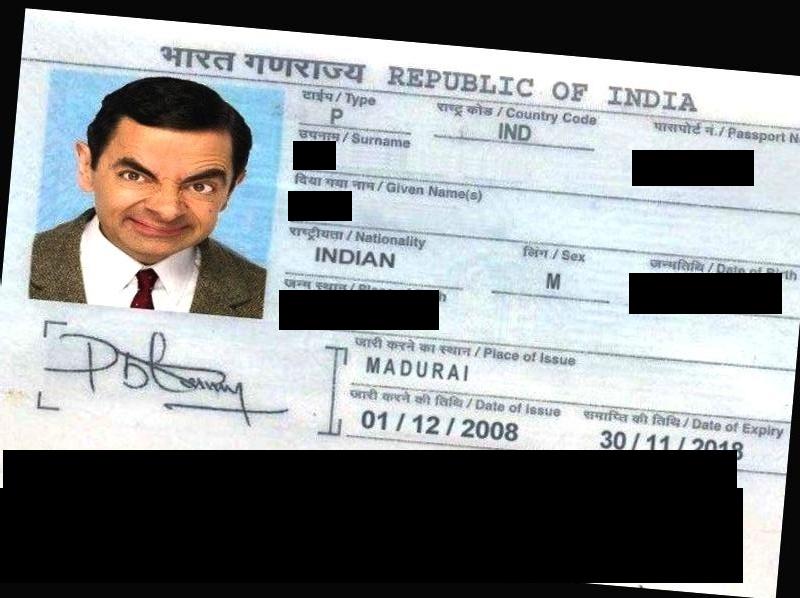 भारत गणराज्य REPUBLIC OF INDIA
टाईप / Type
P
राष्ट्र कोड / Country Code
IND
पासपोर्ट नं. / Passport N
उपनाम / Surname
दिया गया नाम / Given Name(s)
राष्ट्रीयता / Nationality
INDIAN
लिंग / Sex
M
जन्मतिथि / Date of Birth
जन्म स्थान / Place of
जारी करने का स्थान / Place of Issue
MADURAI
जारी करने की तिथि / Date of Issue
01 / 12 / 2008
समाप्ति की तिथि / Date of Expiry
30 / 11 / 2018